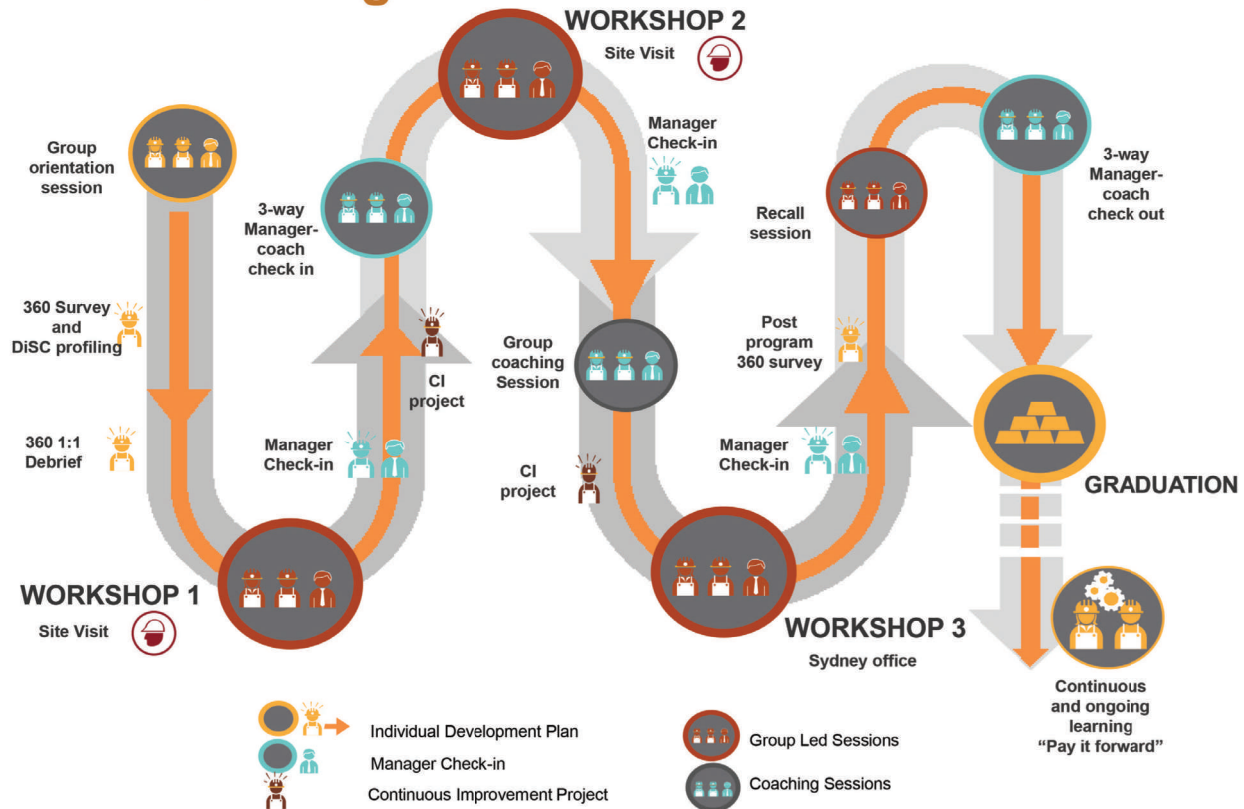 WORKSHOP 2
Site Visit
Group
orientation
session
Manager
Check-in
3-way
Manager-
coach
check out
Recall
session
3-way
Manager-
coach
check in
360 Survey
and
DiSC profiling
Group
coaching
Session
Post
program
360 survey
CI
project
360 1:1
Debrief
Manager
Check-in
CI
project
Manager
Check-in
GRADUATION
WORKSHOP 1
Site Visit
WORKSHOP 3
Sydney office
Continuous
and ongoing
learning
“Pay it forward”
Individual Development Plan
Manager Check-in
Continuous Improvement Project
Group Led Sessions
Coaching Sessions